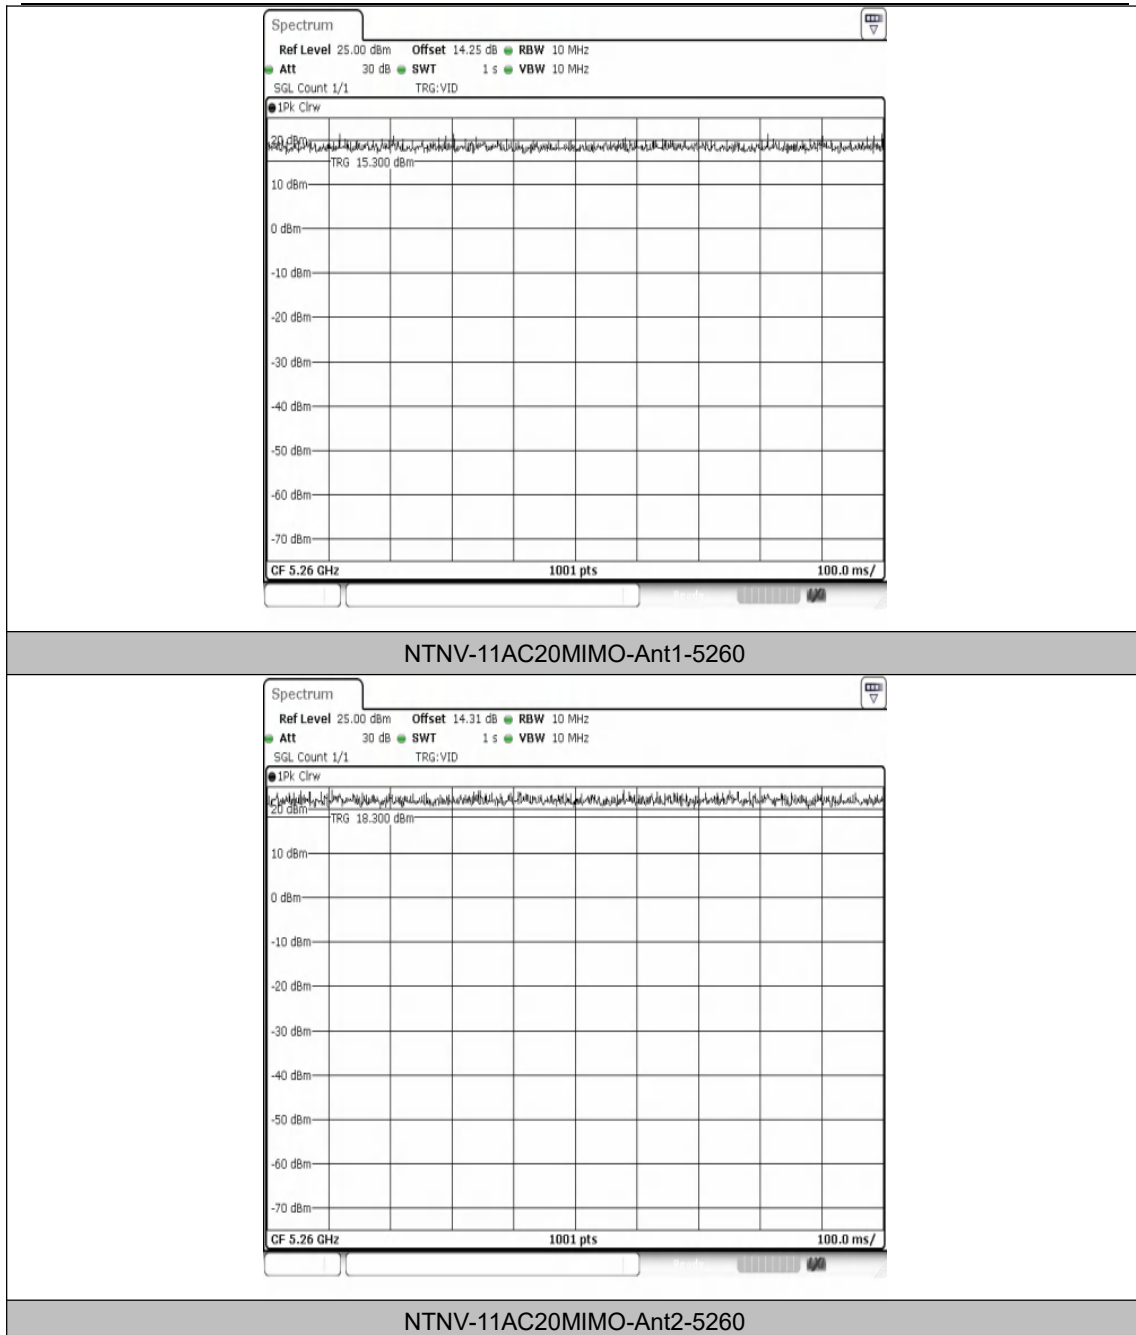 Spectrum
Ref Level 25.00 dBm Offset 14.25 dB RBW 10 MHz
Att 30 dB SWT 1 s VBW 10 MHz
SGL Count 1/1 TRG:VID
1Pk Clrw
20 dBm
TRG 15.300 dBm
10 dBm
0 dBm
-10 dBm
-20 dBm
-30 dBm
-40 dBm
-50 dBm
-60 dBm
-70 dBm
CF 5.26 GHz 1001 pts 100.0 ms/
NTNV-11AC20MIMO-Ant1-5260
Spectrum
Ref Level 25.00 dBm Offset 14.31 dB RBW 10 MHz
Att 30 dB SWT 1 s VBW 10 MHz
SGL Count 1/1 TRG:VID
1Pk Clrw
20 dBm
TRG 18.300 dBm
10 dBm
0 dBm
-10 dBm
-20 dBm
-30 dBm
-40 dBm
-50 dBm
-60 dBm
-70 dBm
CF 5.26 GHz 1001 pts 100.0 ms/
NTNV-11AC20MIMO-Ant2-5260